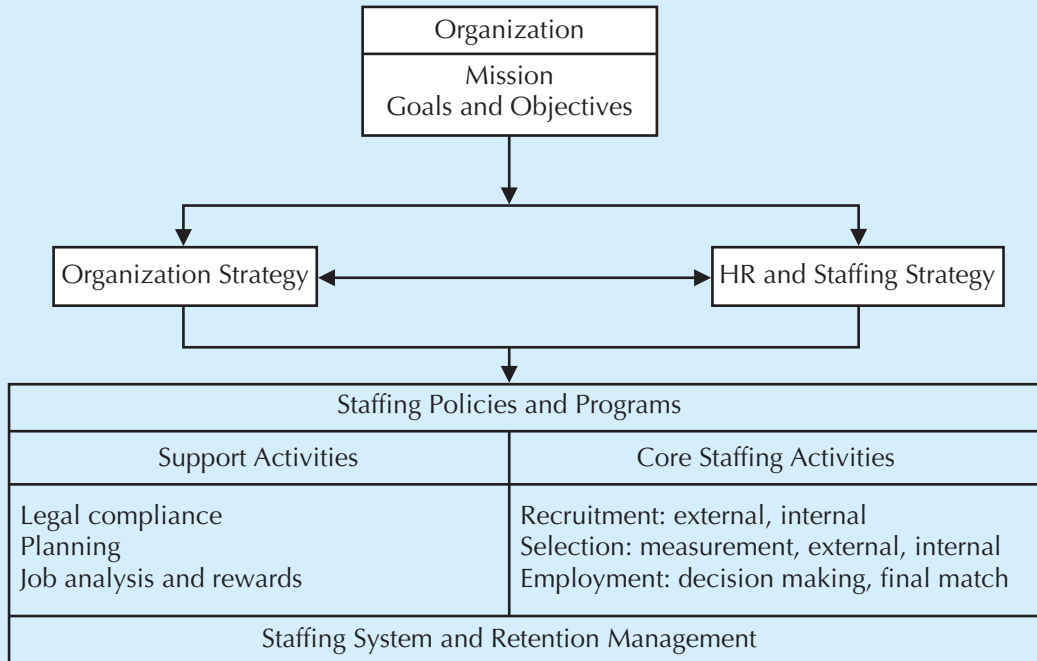 Organization
Mission
Goals and Objectives
Organization Strategy
HR and Staffing Strategy
Staffing Policies and Programs
Support Activities
Core Staffing Activities
Legal compliance
Planning
Job analysis and rewards
Recruitment: external, internal
Selection: measurement, external, internal
Employment: decision making, final match
Staffing System and Retention Management